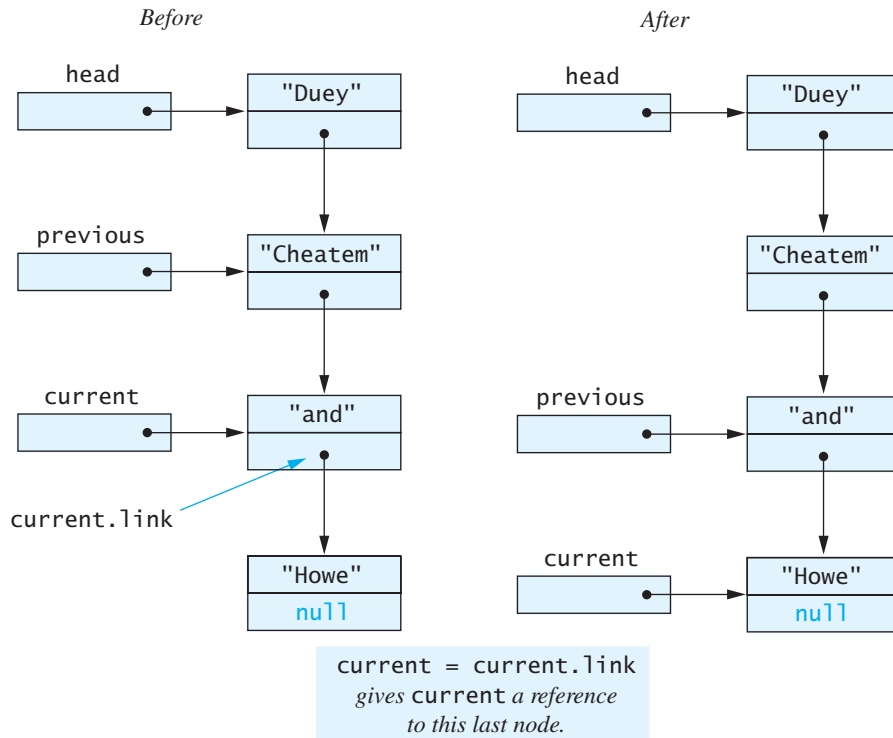 Before
After
head
"Duey"
head
"Duey"
previous
"Cheatem"
"Cheatem"
current
"and"
previous
"and"
current.link
"Howe"
null
current
"Howe"
null
current = current.link
gives current a reference
to this last node.